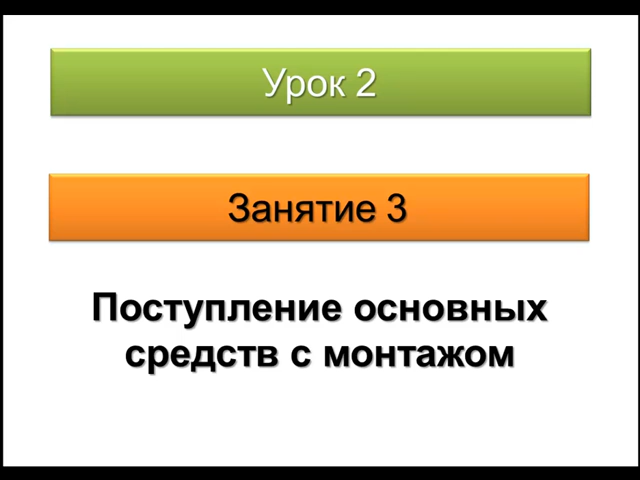 Урок 2
Занятие 3
Поступление основных
средств с монтажом